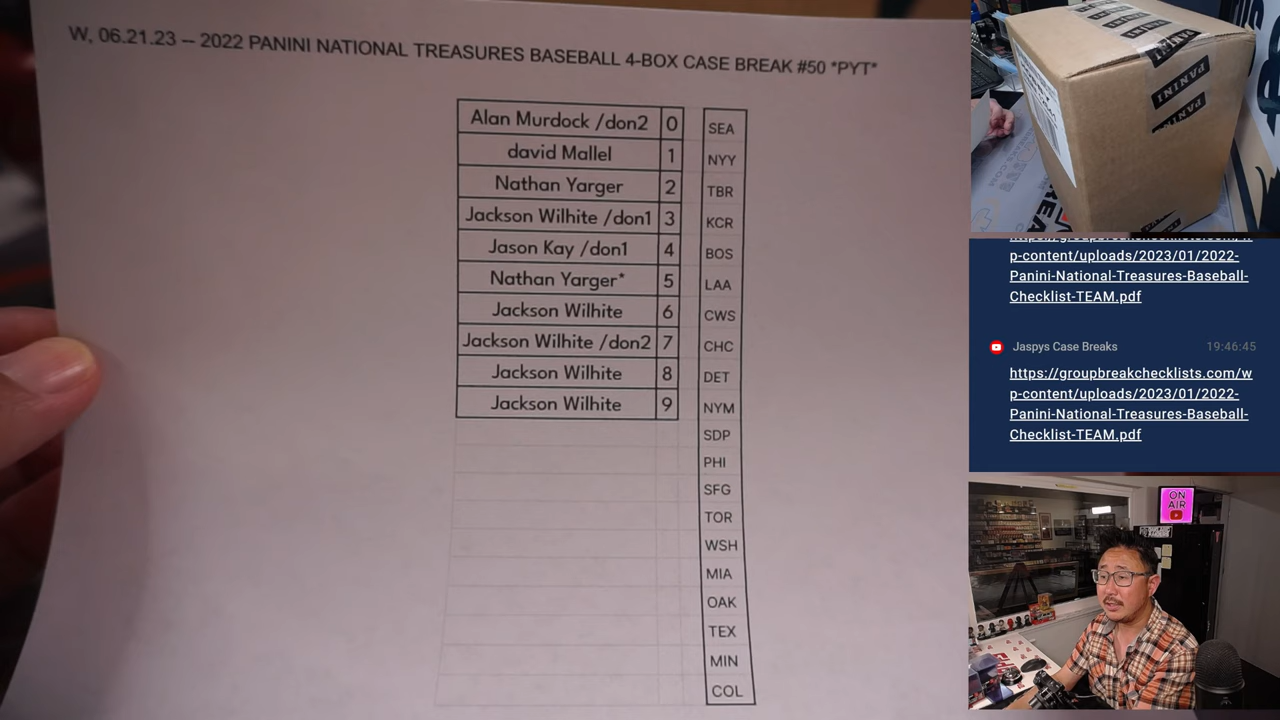 W, 06.21.23 – 2022 PANINI NATIONAL TREASURES BASEBALL 4-BOX CASE BREAK #50 *PYT*
Alan Murdock /don2 0 SEA
david Mallel 1 NYY
Nathan Yarger 2 TBR
Jackson Wilhite /don1 3 KCR
Jason Kay /don1 4 BOS
Nathan Yarger* 5 LAA
Jackson Wilhite 6 CWS
Jackson Wilhite /don2 7 CHC
Jackson Wilhite 8 DET
Jackson Wilhite 9 NYM
SDP
PHI
SFG
TOR
WSH
MIA
OAK
TEX
MIN
COL
PANINI
PANINI
PANINI
p-content/uploads/2023/01/2022-
Panini-National-Treasures-Baseball-
Checklist-TEAM.pdf
Jaspys Case Breaks 19:46:45
https://groupbreakchecklists.com/w
p-content/uploads/2023/01/2022-
Panini-National-Treasures-Baseball-
Checklist-TEAM.pdf
ON
AIR